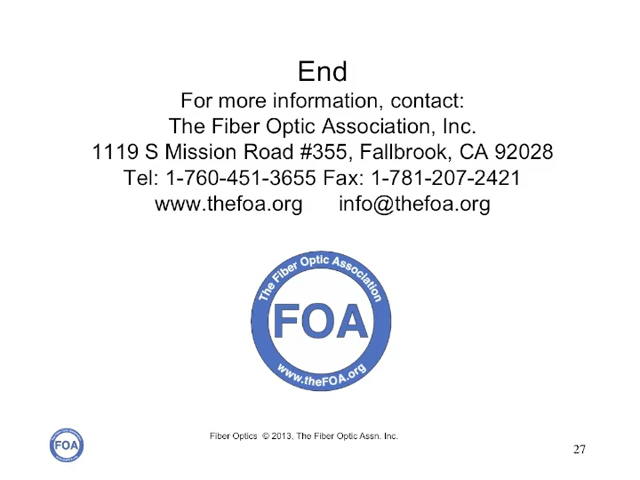 End
For more information, contact:
The Fiber Optic Association, Inc.
1119 S Mission Road #355, Fallbrook, CA 92028
Tel: 1-760-451-3655 Fax: 1-781-207-2421
www.thefoa.org info@thefoa.org
The Fiber Optic Association
FOA
www.theFOA.org
Fiber Optics © 2013, The Fiber Optic Assn. Inc.
FOA
27